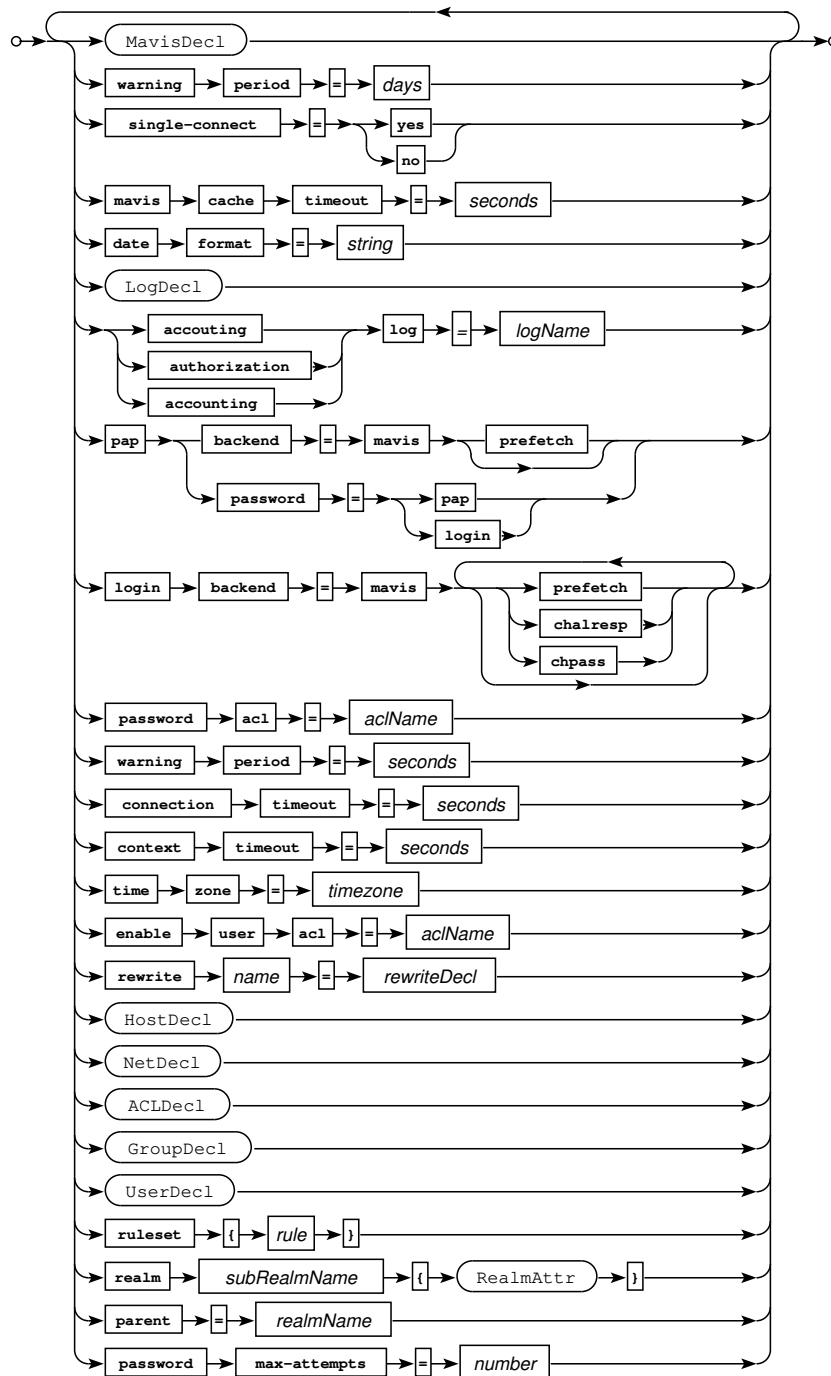 MavisDecl
warning period = days
single-connect = yes
no
mavis cache timeout = seconds
date format = string
LogDecl
accouting log = logName
authorization
accounting
pap backend = mavis prefetch
password = pap
login
login backend = mavis prefetch
chalresp
chpass
password acl = aclName
warning period = seconds
connection timeout = seconds
context timeout = seconds
time zone = timezone
enable user acl = aclName
rewrite name = rewriteDecl
HostDecl
NetDecl
ACLDecl
GroupDecl
UserDecl
ruleset { rule }
realm subRealmName { RealmAttr }
parent = realmName
password max-attempts = number